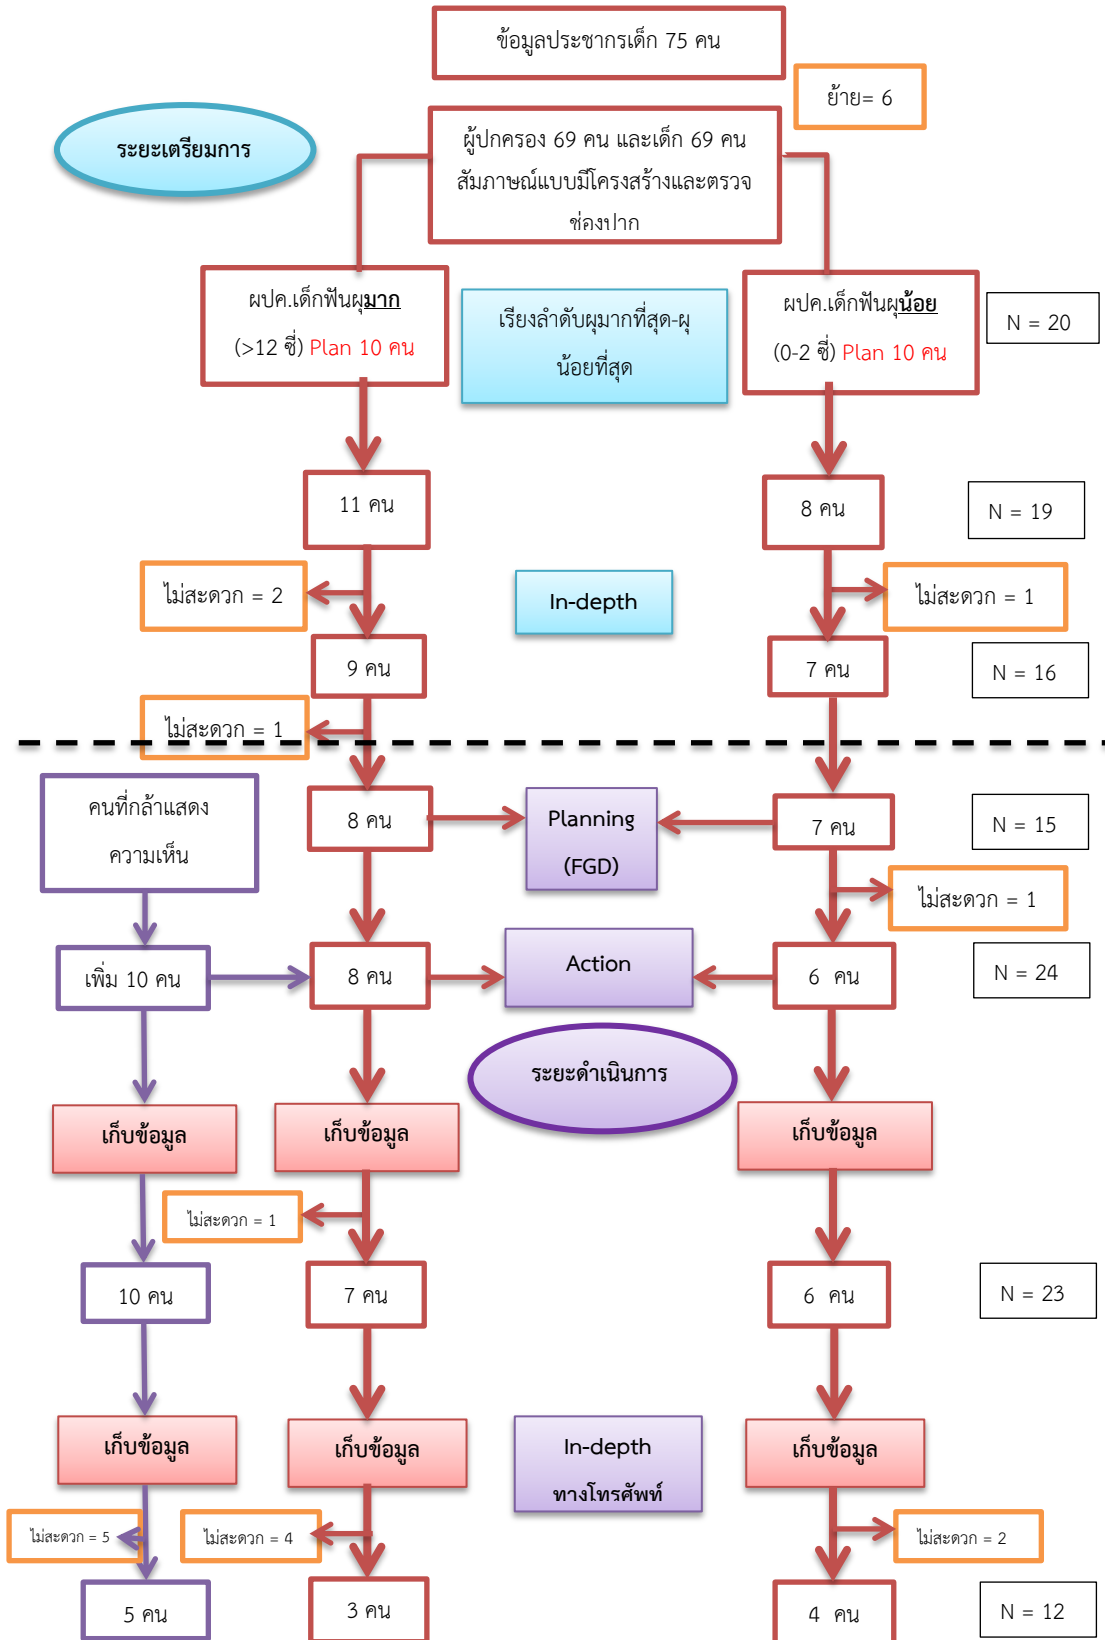 ข้อมูลประชากรเด็ก 75 คน
ย้าย= 6
ระยะเตรียมการ
ผู้ปกครอง 69 คน และเด็ก 69 คน
สัมภาษณ์แบบมีโครงสร้างและตรวจ
ช่องปาก
ผปค.เด็กฟันผุมาก
(>12 ซี่) Plan 10 คน
เรียงลำดับผุมากที่สุด-ผุ
น้อยที่สุด
ผปค.เด็กฟันผุน้อย
(0-2 ซี่) Plan 10 คน
N = 20
11 คน
8 คน
N = 19
ไม่สะดวก = 2
In-depth
ไม่สะดวก = 1
9 คน
7 คน
N = 16
ไม่สะดวก = 1
คนที่กล้าแสดง
ความเห็น
8 คน
Planning
(FGD)
7 คน
N = 15
ไม่สะดวก = 1
เพิ่ม 10 คน
8 คน
Action
6 คน
N = 24
ระยะดำเนินการ
เก็บข้อมูล
เก็บข้อมูล
เก็บข้อมูล
ไม่สะดวก = 1
10 คน
7 คน
6 คน
N = 23
เก็บข้อมูล
เก็บข้อมูล
In-depth
ทางโทรศัพท์
เก็บข้อมูล
ไม่สะดวก = 5
ไม่สะดวก = 4
ไม่สะดวก = 2
5 คน
3 คน
4 คน
N = 12